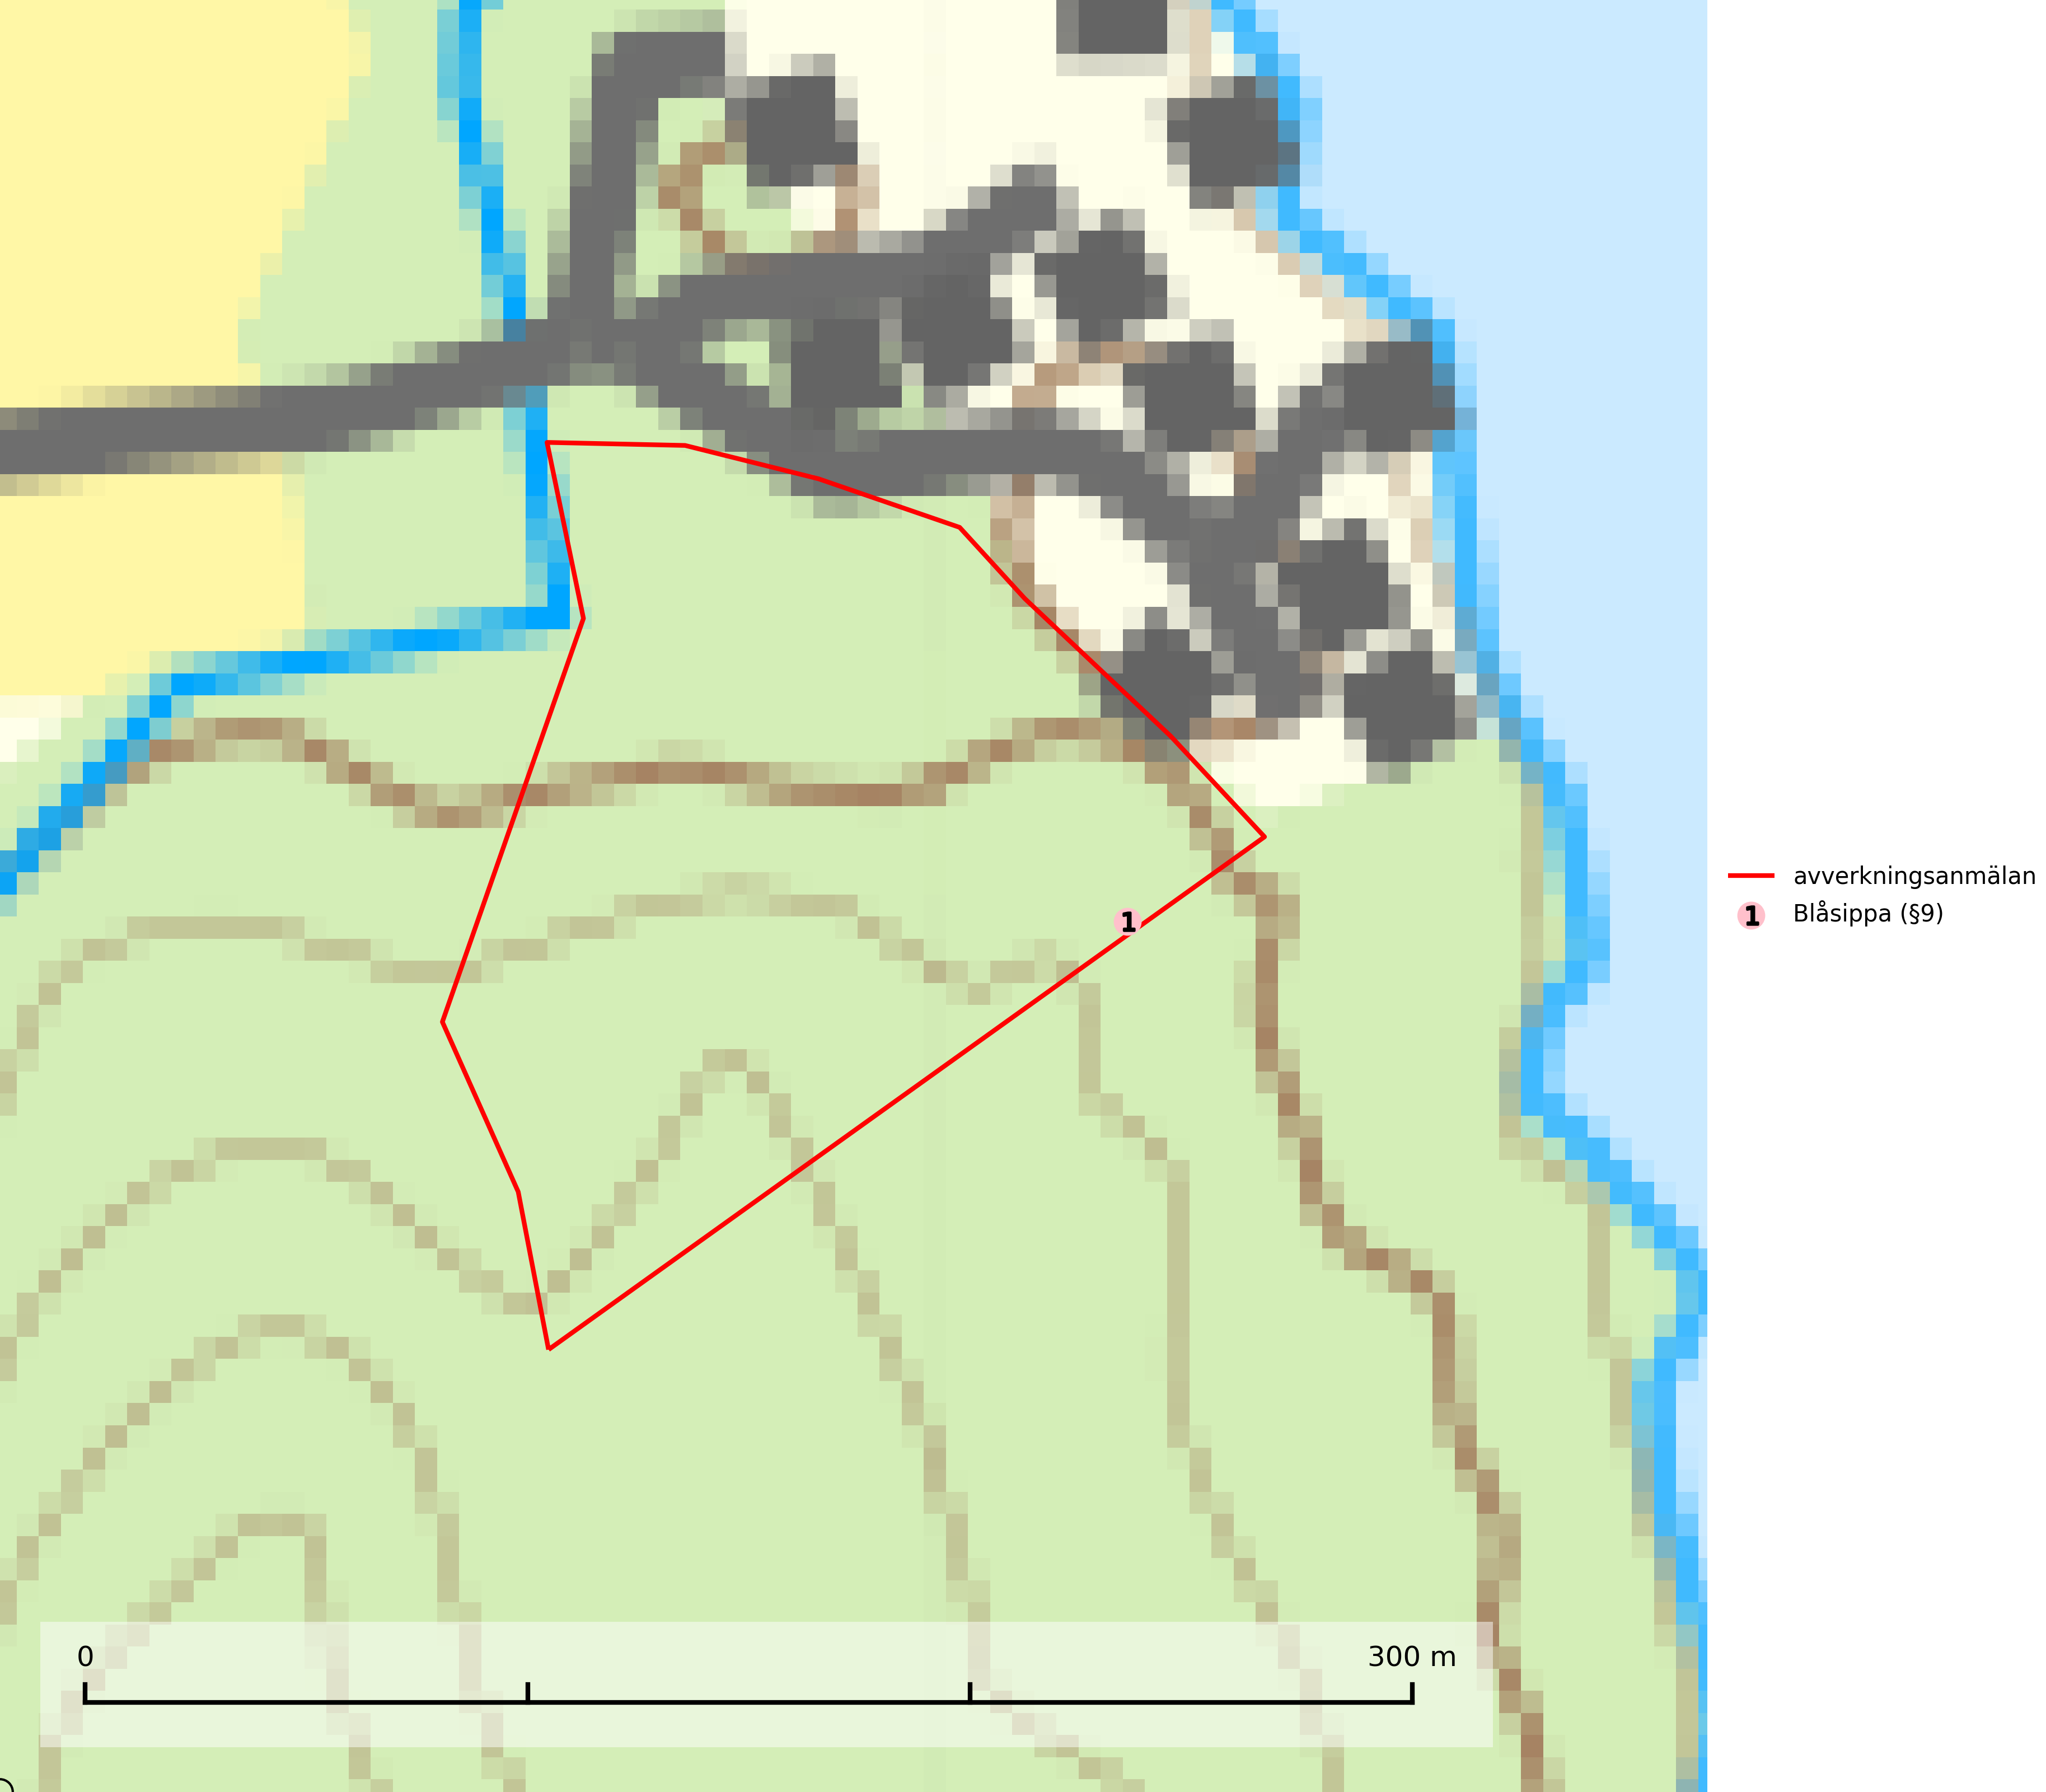 1
avverkningsanmälan
1 Blåsippa (§9)
0 300 m